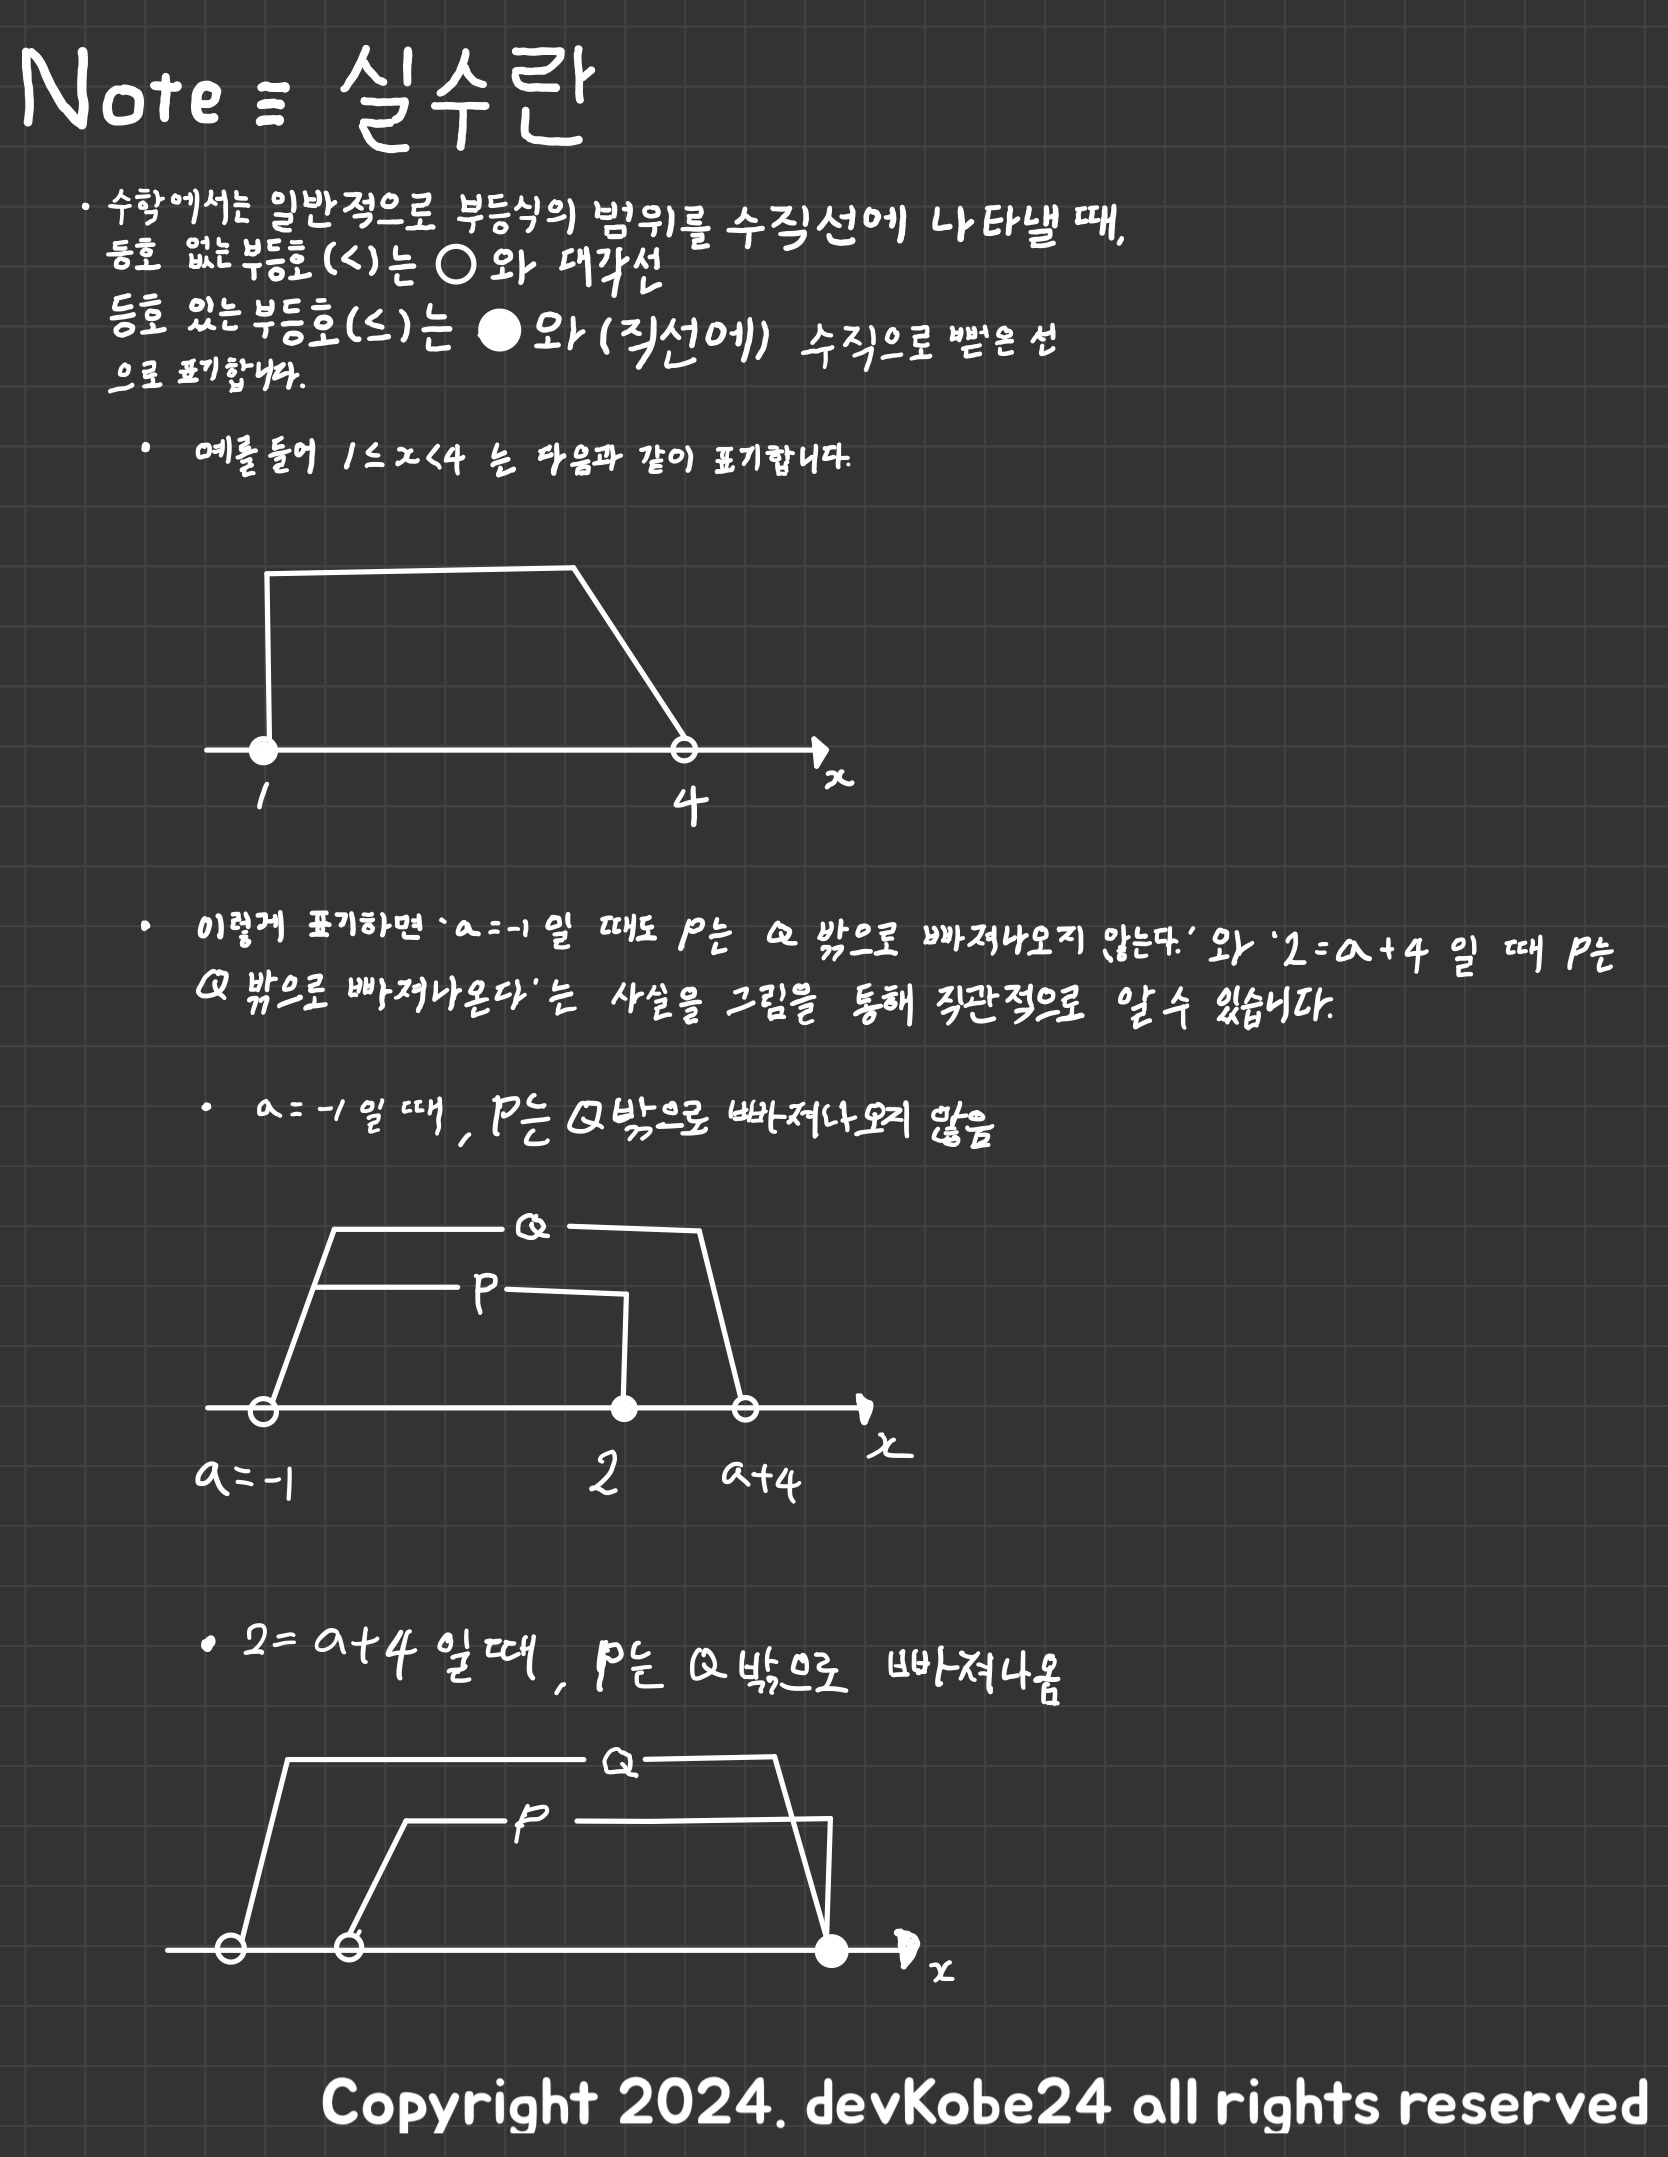 Note ≡ 실수란
· 수학에서는 일반적으로 부등식의 범위를 수직선에 나타낼 때,
등호 없는 부등호(<)는 ○와 대각선
등호 있는 부등호(≤)는 ●와 (직선에) 수직으로 뻗은 선
으로 표기합니다.
· 예를 들어 1≤x<4 는 다음과 같이 표기합니다.
1
4
x
· 이렇게 표기하면 'a=-1 일 때도 P는 Q 밖으로 빠져나오지 않는다.'와 '2=a+4 일 때 P는
Q 밖으로 빠져나온다'는 사실을 그림을 통해 직관적으로 알 수 있습니다.
· a=-1일 때, P는 Q밖으로 빠져나오지 않음
Q
P
x
a=-1
2
a+4
· 2=a+4일 때, P는 Q밖으로 빠져나옴
Q
P
x
Copyright 2024. devKobe24 all rights reserved